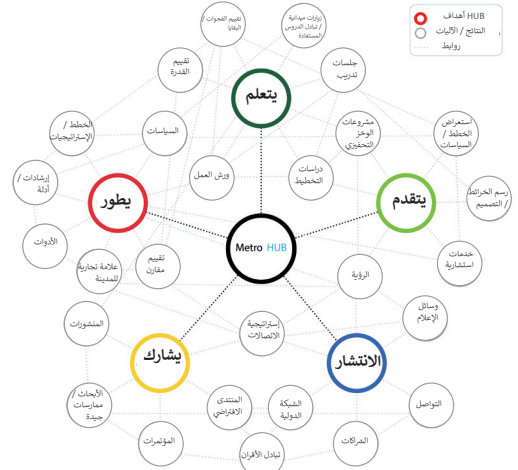 HUB أهداف
النتائج / الآليات
روابط
تقييم الفجوات /
البقايا
زيارات ميدانية
/ تبادل الدروس
المستفادة
تقييم
القدرة
جلسات
تدريب
يتعلم
الخطط /
الإستراتيجيات
السياسات
مشروعات
الوخز
التحفيزي
استعراض
الخطط /
السياسات
إرشادات /
أدلة
ورش العمل
دراسات
التخطيط
رسم الخرائط
/ التصميم
يطور
يتقدم
الأدوات
Metro HUB
علامة تجارية
للمدينة
تقييم
مقارن
الرؤية
خدمات
استشارية
المنشورات
إستراتيجية
الاتصالات
وسائل
الإعلام
يشارك
الانتشار
الأبحاث /
ممارسات
جيدة
المنتدى
الافتراضي
الشبكة
الدولية
التواصل
المؤتمرات
تبادل الأقران
الشراكات